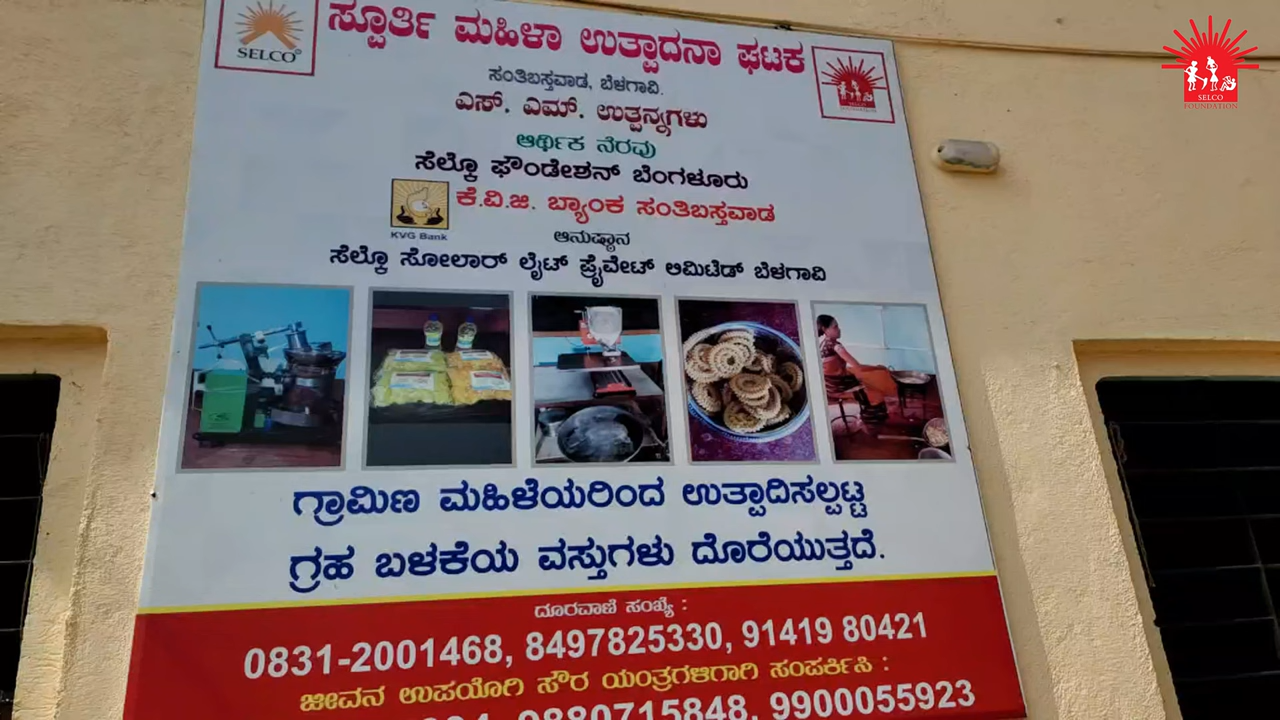 SELCO
ಸ್ಪೂರ್ತಿ ಮಹಿಳಾ ಉತ್ಪಾದನಾ ಘಟಕ
SELCO
FOUNDATION
ಸಂತಿಬಸ್ತವಾಡ, ಬೆಳಗಾವಿ.
ಎಸ್. ಎಮ್. ಉತ್ಪನ್ನಗಳು
ಆರ್ಥಿಕ ನೆರವು
ಸೆಲ್ಕೊ ಫೌಂಡೇಶನ್ ಬೆಂಗಳೂರು
KVG Bank
ಕೆ.ವಿ.ಜಿ. ಬ್ಯಾಂಕ ಸಂತಿಬಸ್ತವಾಡ
ಆನುಷ್ಠಾನ
ಸೆಲ್ಕೊ ಸೋಲಾರ್ ಲೈಟ್ ಪ್ರೈವೇಟ್ ಲಿಮಿಟೆಡ್ ಬೆಳಗಾವಿ
ಗ್ರಾಮಿಣ ಮಹಿಳೆಯರಿಂದ ಉತ್ಪಾದಿಸಲ್ಪಟ್ಟ
ಗ್ರಹ ಬಳಕೆಯ ವಸ್ತುಗಳು ದೊರೆಯುತ್ತದೆ.
ದೂರವಾಣಿ ಸಂಖ್ಯೆ :
0831-2001468, 8497825330, 91419 80421
ಜೀವನ ಉಪಯೋಗಿ ಸೌರ ಯಂತ್ರಗಳಿಗಾಗಿ ಸಂಪರ್ಕಿಸಿ :
9880715848, 9900055923